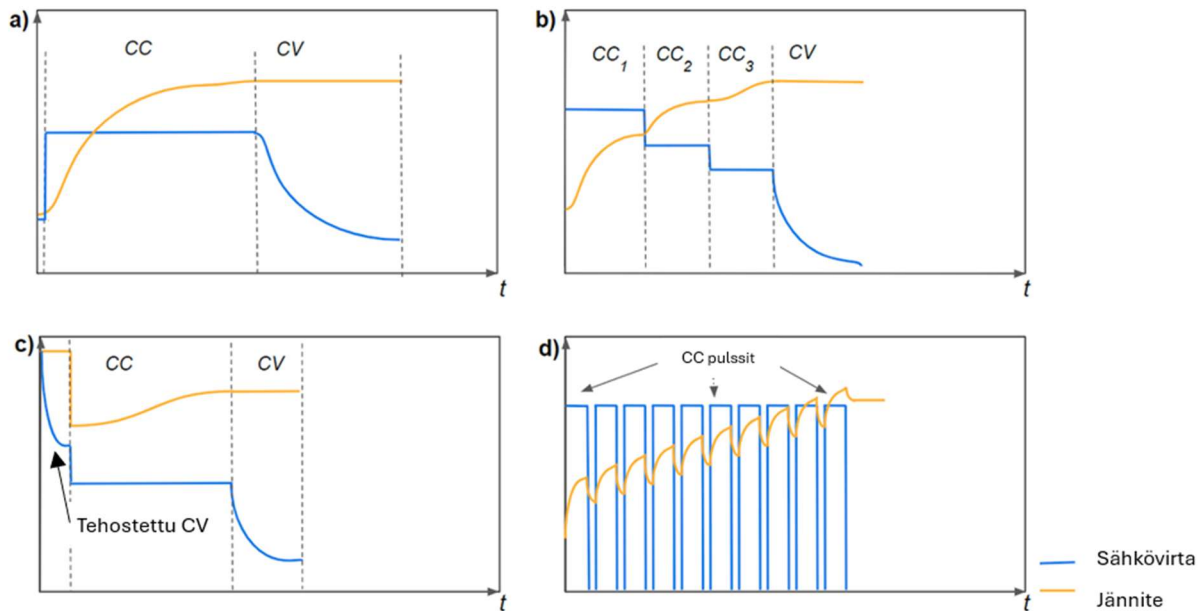 a)
CC
CV
t
b)
CC1
CC2
CC3
CV
t
c)
CC
CV
Tehostettu CV
t
d)
CC pulssit
t
Sähkövirta
Jännite